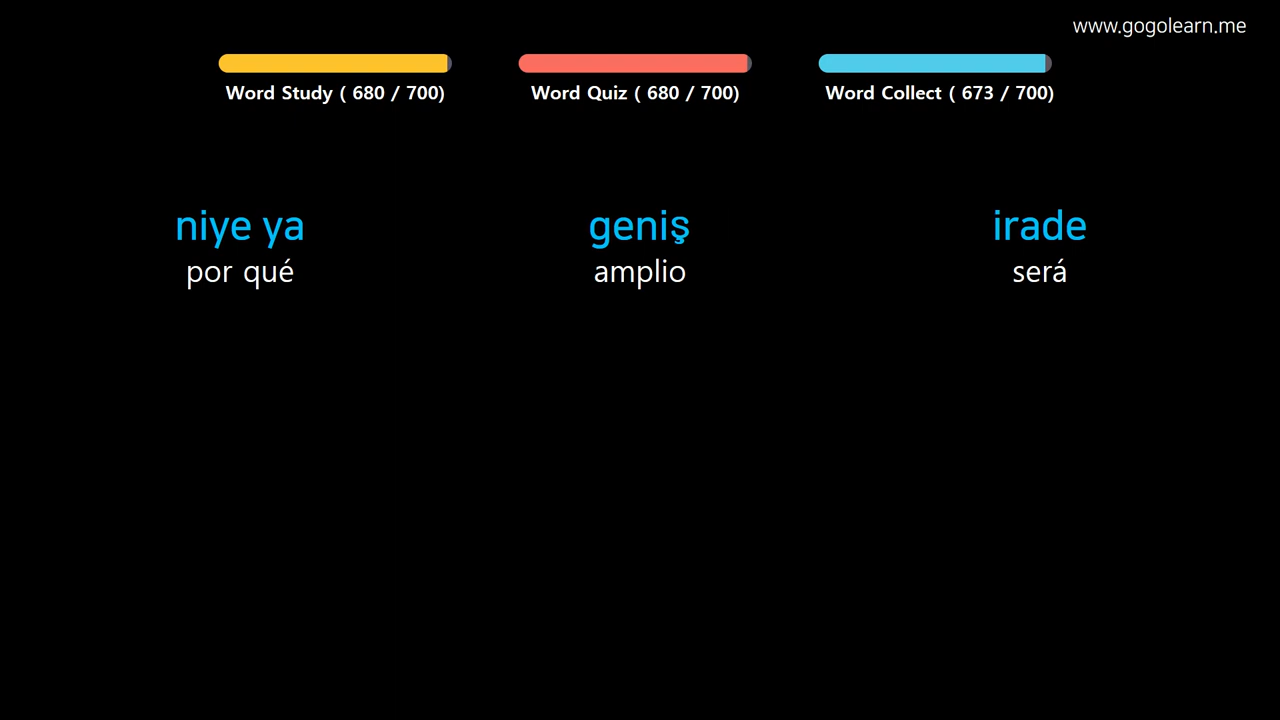 www.gogolearn.me
Word Study ( 680 / 700)
Word Quiz ( 680 / 700)
Word Collect ( 673 / 700)
niye ya
por qué
geniş
amplio
irade
será